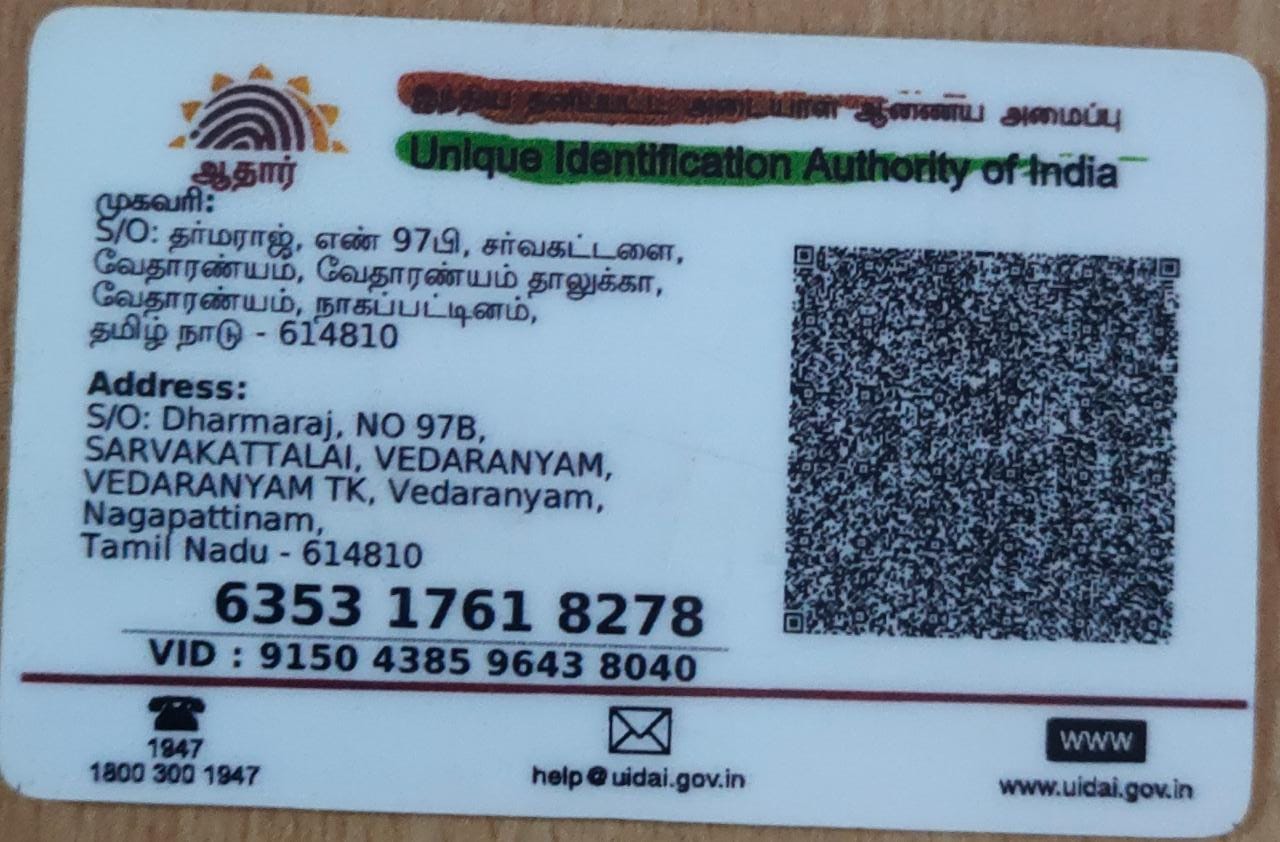 ஆதார்
இந்திய தனிப்பட்ட அடையாள ஆணைய அமைப்பு
Unique Identification Authority of India
முகவரி:
S/O: தர்மராஜ், எண் 97பி, சர்வகட்டளை,
வேதாரண்யம், வேதாரண்யம் தாலுக்கா,
வேதாரண்யம், நாகப்பட்டினம்,
தமிழ் நாடு - 614810
Address:
S/O: Dharmaraj, NO 97B,
SARVAKATTALAI, VEDARANYAM,
VEDARANYAM TK, Vedaranyam,
Nagapattinam,
Tamil Nadu - 614810
6353 1761 8278
VID : 9150 4385 9643 8040
1947
1800 300 1947
help@uidai.gov.in
WWW
www.uidai.gov.in